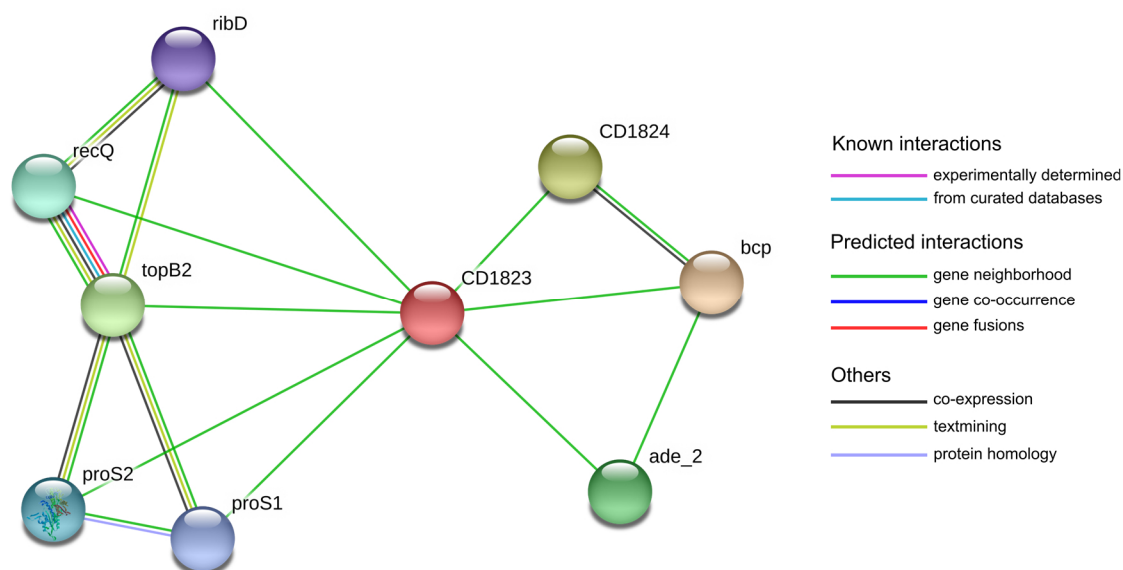 ribD
recQ
topB2
CD1823
CD1824
bcp
ade_2
proS2
proS1
Known interactions
experimentally determined
from curated databases
Predicted interactions
gene neighborhood
gene co-occurrence
gene fusions
Others
co-expression
textmining
protein homology